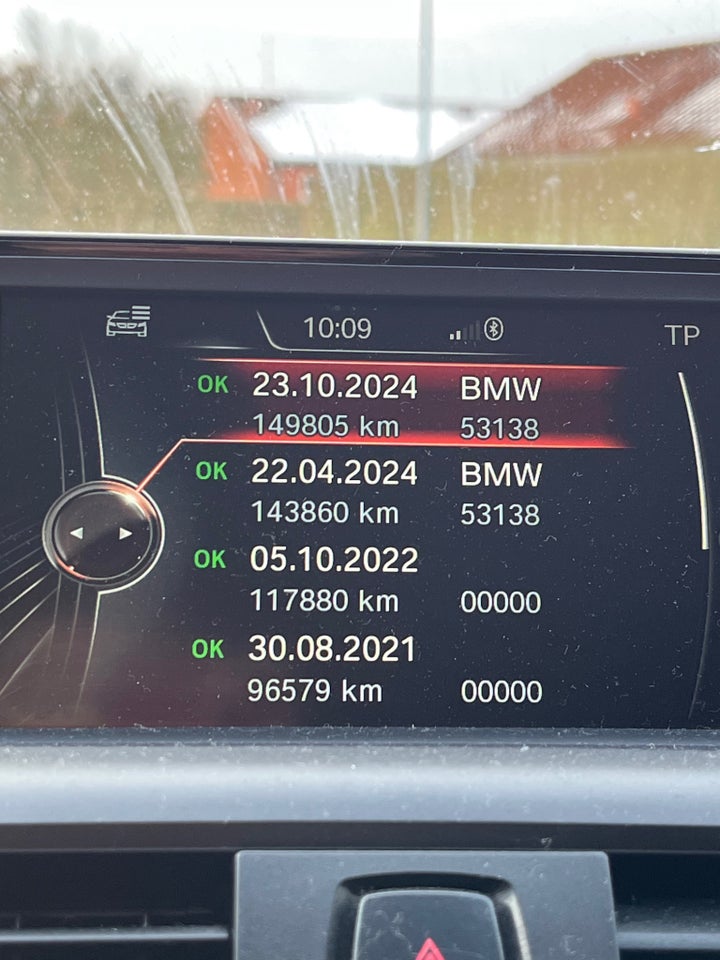 10:09
TP
OK 23.10.2024 BMW
149805 km 53138
OK 22.04.2024 BMW
143860 km 53138
OK 05.10.2022
117880 km 00000
OK 30.08.2021
96579 km 00000